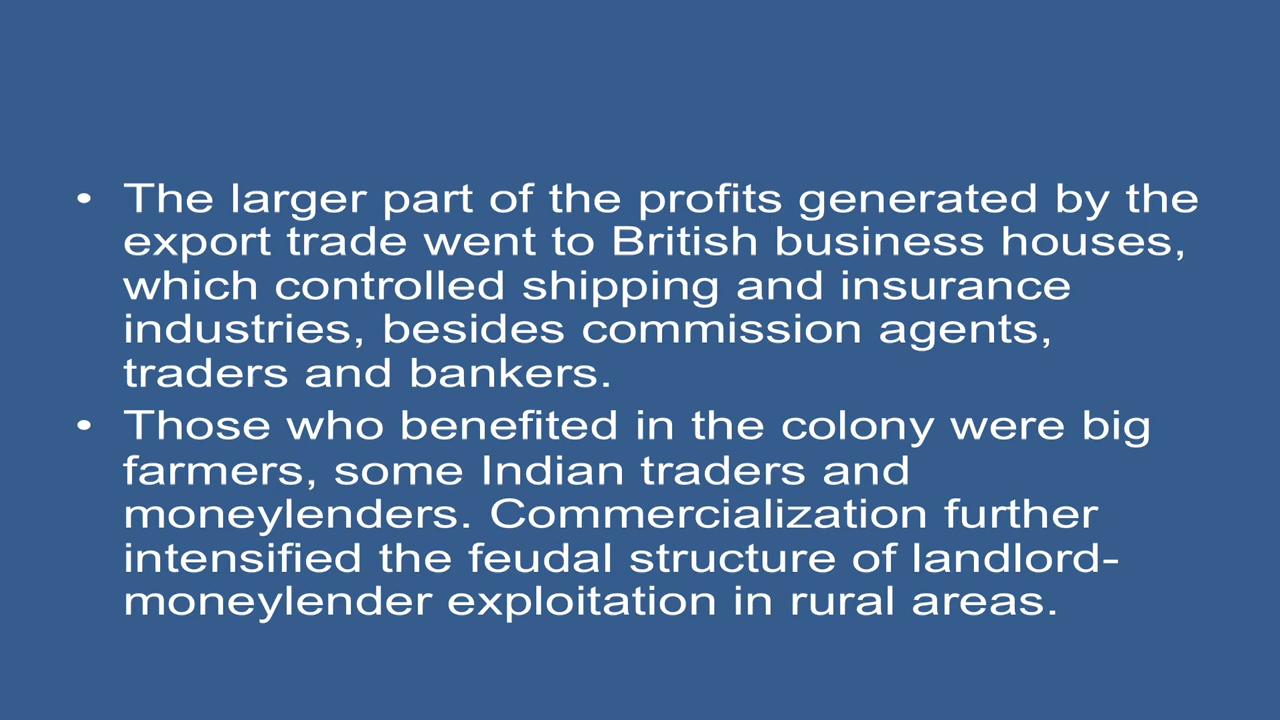 • The larger part of the profits generated by the
export trade went to British business houses,
which controlled shipping and insurance
industries, besides commission agents,
traders and bankers.
• Those who benefited in the colony were big
farmers, some Indian traders and
moneylenders. Commercialization further
intensified the feudal structure of landlord-
moneylender exploitation in rural areas.